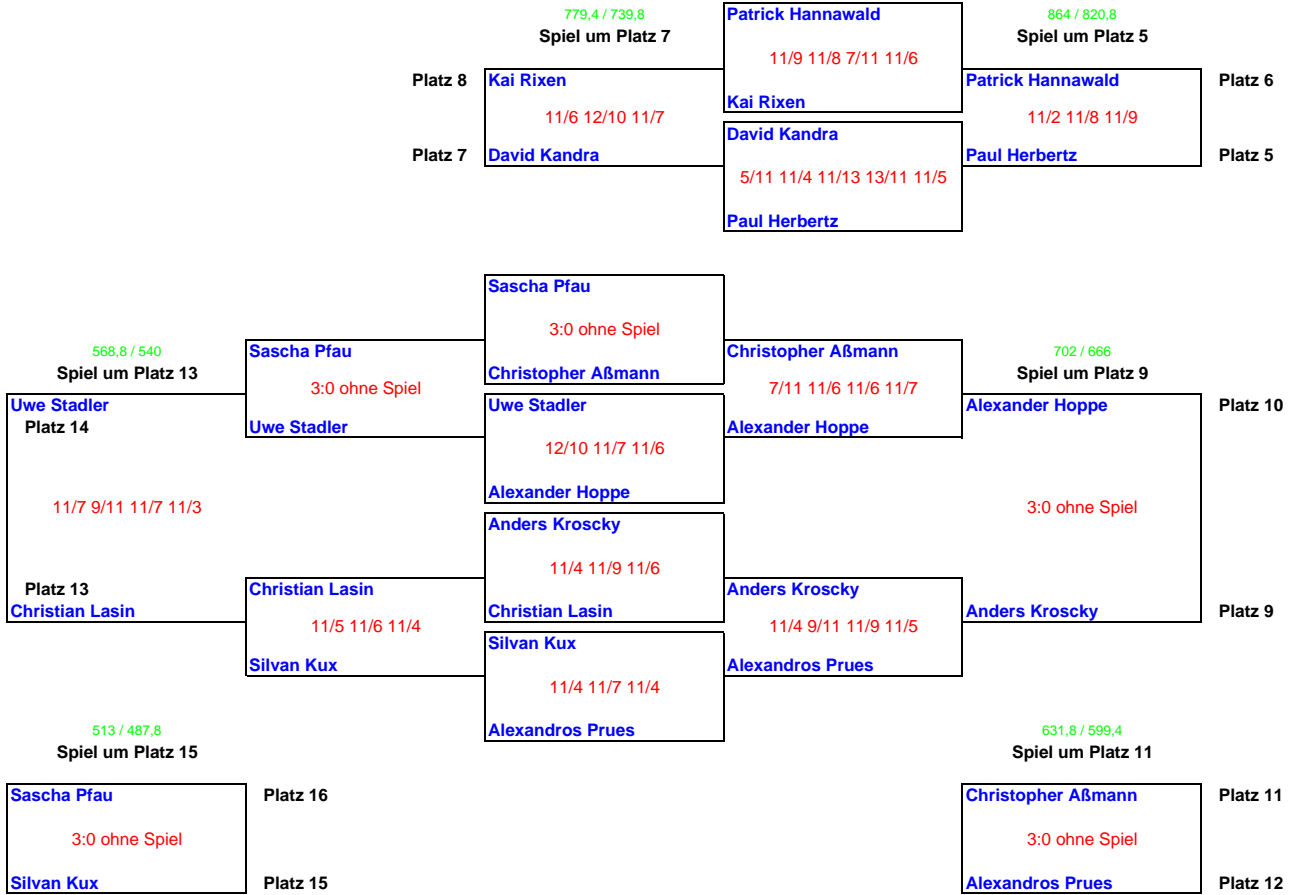 779,4 / 739,8
Spiel um Platz 7
Patrick Hannawald
864 / 820,8
Spiel um Platz 5
11/9 11/8 7/11 11/6
Platz 8
Kai Rixen
Patrick Hannawald
Platz 6
Kai Rixen
11/6 12/10 11/7
11/2 11/8 11/9
David Kandra
Platz 7
David Kandra
Paul Herbertz
Platz 5
5/11 11/4 11/13 13/11 11/5
Paul Herbertz
Sascha Pfau
3:0 ohne Spiel
568,8 / 540
Spiel um Platz 13
Sascha Pfau
Christopher Aßmann
702 / 666
Spiel um Platz 9
Christopher Aßmann
3:0 ohne Spiel
7/11 11/6 11/6 11/7
Uwe Stadler
Platz 14
Uwe Stadler
Alexander Hoppe
Platz 10
Uwe Stadler
Alexander Hoppe
12/10 11/7 11/6
Alexander Hoppe
11/7 9/11 11/7 11/3
3:0 ohne Spiel
Anders Kroscky
11/4 11/9 11/6
Platz 13
Christian Lasin
Christian Lasin
Anders Kroscky
Christian Lasin
Anders Kroscky
Platz 9
11/5 11/6 11/4
11/4 9/11 11/9 11/5
Silvan Kux
Silvan Kux
Alexandros Prues
11/4 11/7 11/4
Alexandros Prues
513 / 487,8
Spiel um Platz 15
631,8 / 599,4
Spiel um Platz 11
Sascha Pfau
Platz 16
Christopher Aßmann
Platz 11
3:0 ohne Spiel
3:0 ohne Spiel
Silvan Kux
Platz 15
Alexandros Prues
Platz 12